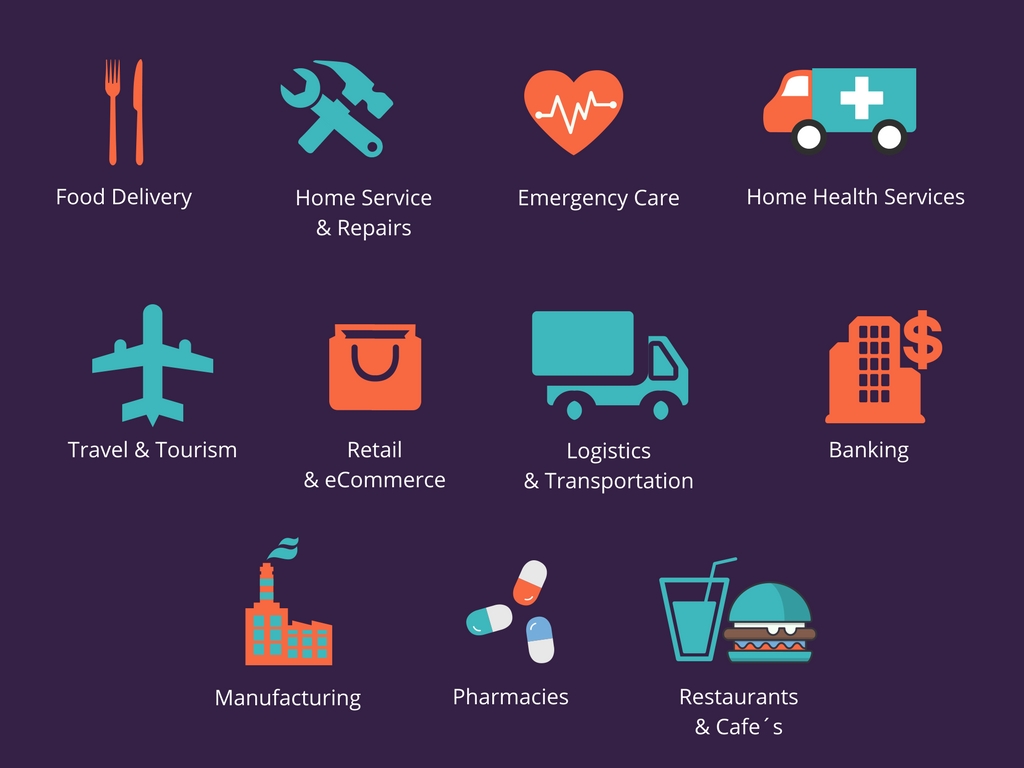 Food Delivery
Home Service
& Repairs
Emergency Care
Home Health Services
Travel & Tourism
Retail
& eCommerce
Logistics
& Transportation
Banking
Manufacturing
Pharmacies
Restaurants
& Cafe´s